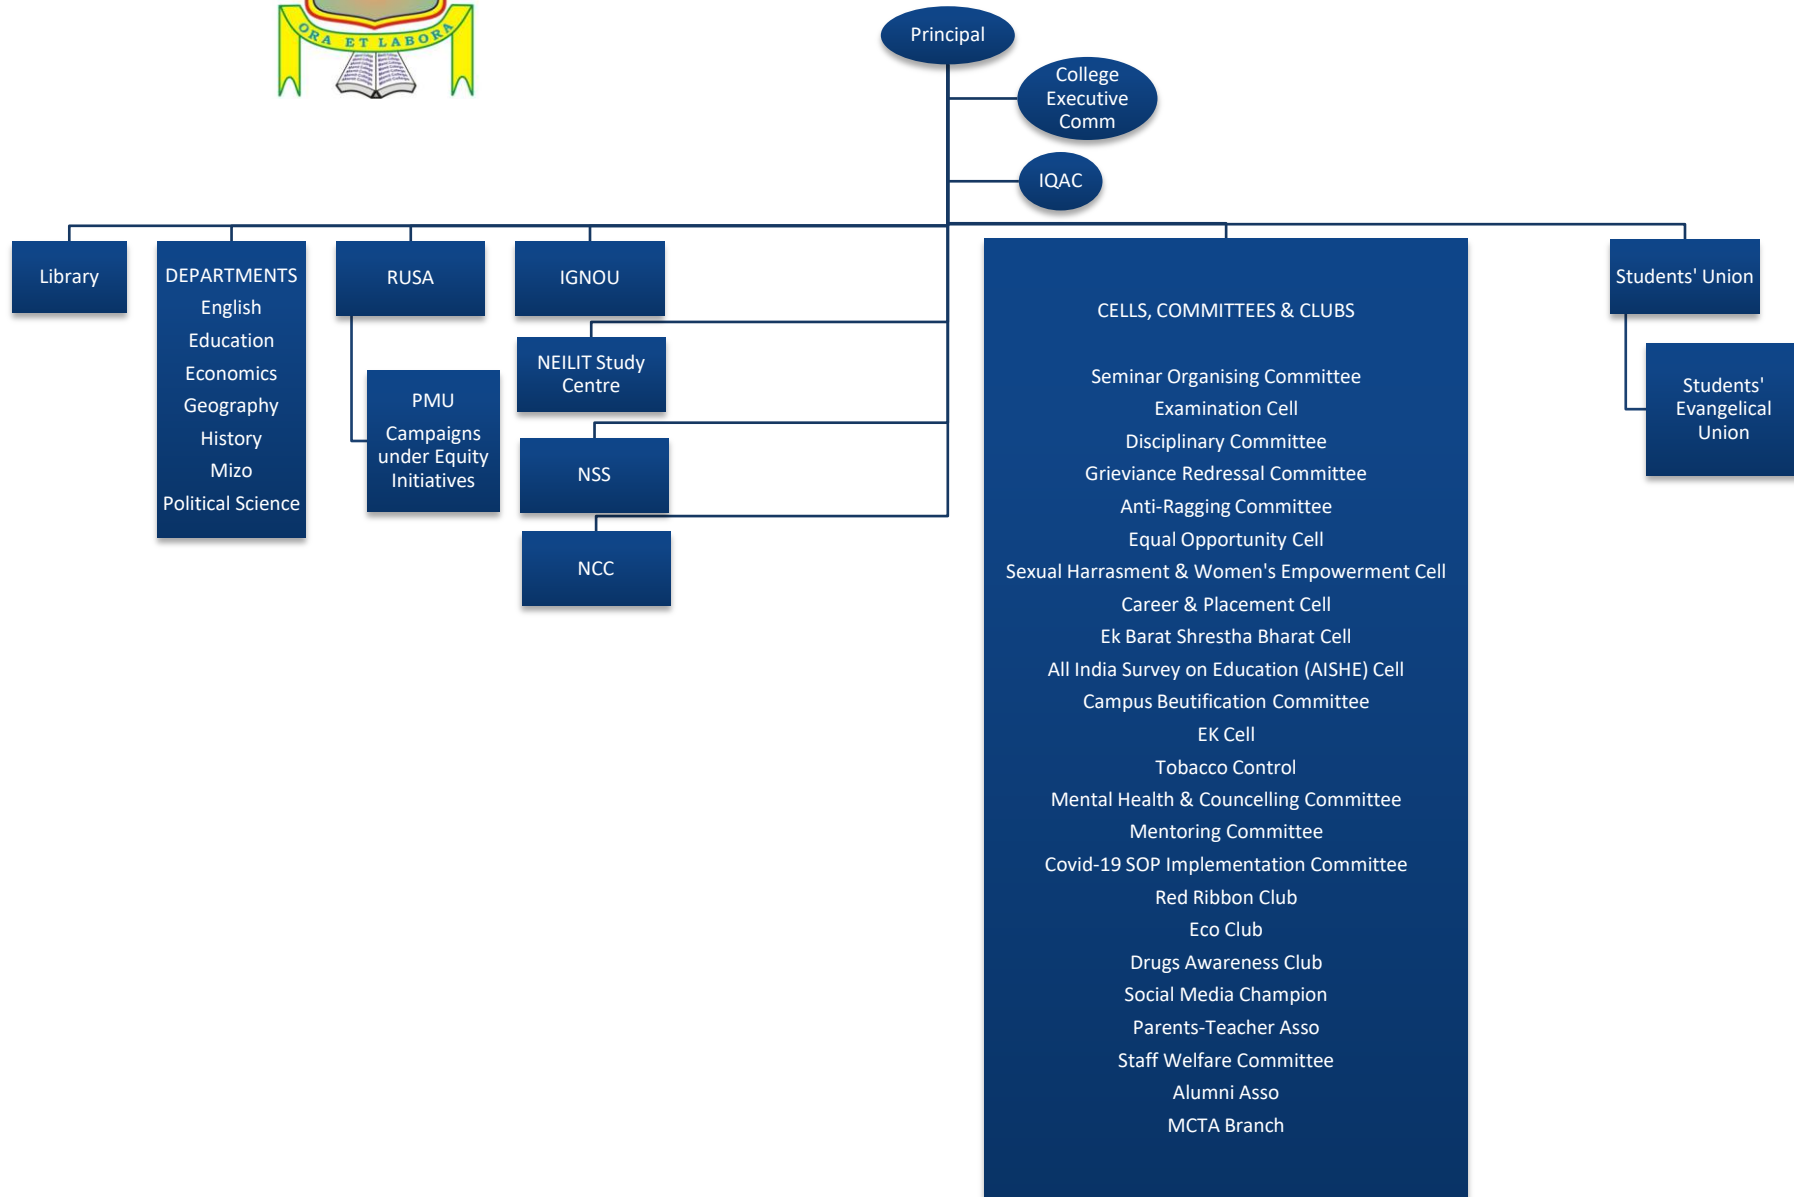 ORA ET LABORA
Principal
College
Executive
Comm
IQAC
Library
DEPARTMENTS
English
Education
Economics
Geography
History
Mizo
Political Science
RUSA
PMU
Campaigns
under Equity
Initiatives
IGNOU
NEILIT Study
Centre
NSS
NCC
CELLS, COMMITTEES & CLUBS
Seminar Organising Committee
Examination Cell
Disciplinary Committee
Grieviance Redressal Committee
Anti-Ragging Committee
Equal Opportunity Cell
Sexual Harrasment & Women's Empowerment Cell
Career & Placement Cell
Ek Barat Shrestha Bharat Cell
All India Survey on Education (AISHE) Cell
Campus Beutification Committee
EK Cell
Tobacco Control
Mental Health & Councelling Committee
Mentoring Committee
Covid-19 SOP Implementation Committee
Red Ribbon Club
Eco Club
Drugs Awareness Club
Social Media Champion
Parents-Teacher Asso
Staff Welfare Committee
Alumni Asso
MCTA Branch
Students' Union
Students'
Evangelical
Union